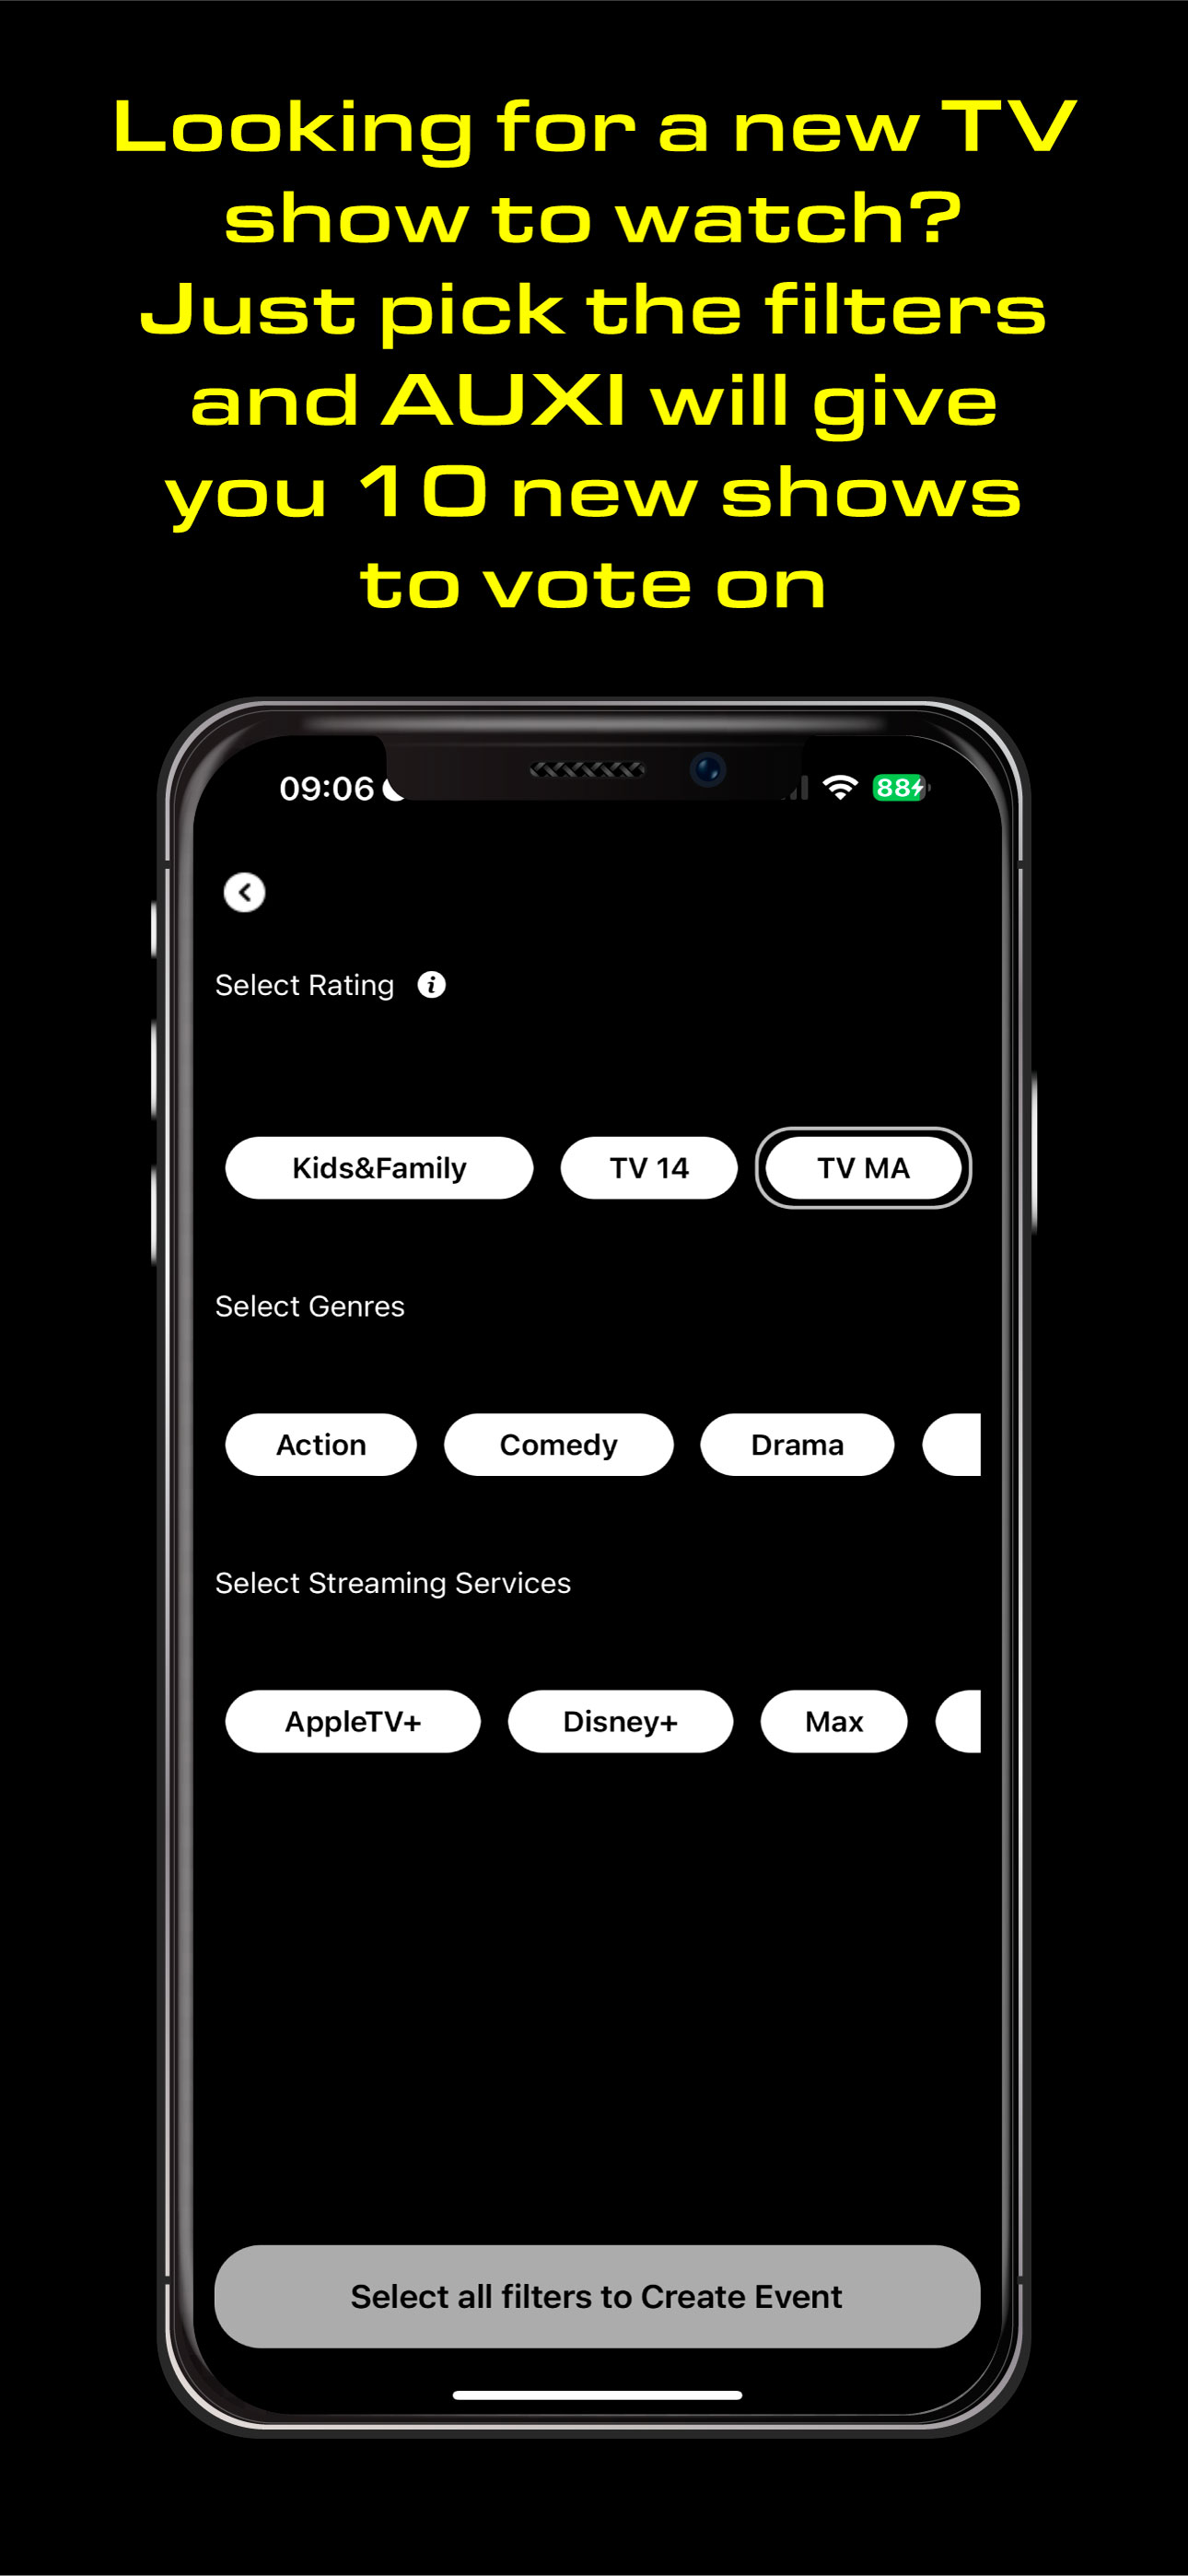 Looking for a new TV
show to watch?
Just pick the filters
and AUXI will give
you 10 new shows
to vote on
09:06
88
Select Rating
Kids&Family TV 14 TV MA
Select Genres
Action Comedy Drama
Select Streaming Services
AppleTV+ Disney+ Max
Select all filters to Create Event